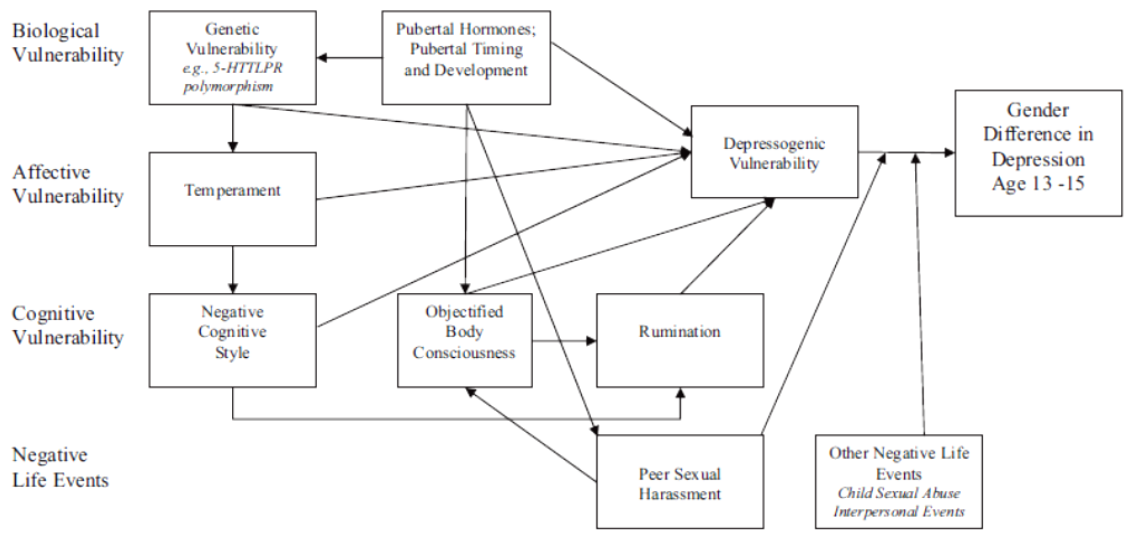 Biological
Vulnerability
Genetic
Vulnerability
e.g., 5-HTTLPR
polymorphism
Pubertal Hormones;
Pubertal Timing
and Development
Depressogenic
Vulnerability
Gender
Difference in
Depression
Age 13 -15
Affective
Vulnerability
Temperament
Cognitive
Vulnerability
Negative
Cognitive
Style
Objectified
Body
Consciousness
Rumination
Negative
Life Events
Peer Sexual
Harassment
Other Negative Life
Events
Child Sexual Abuse
Interpersonal Events